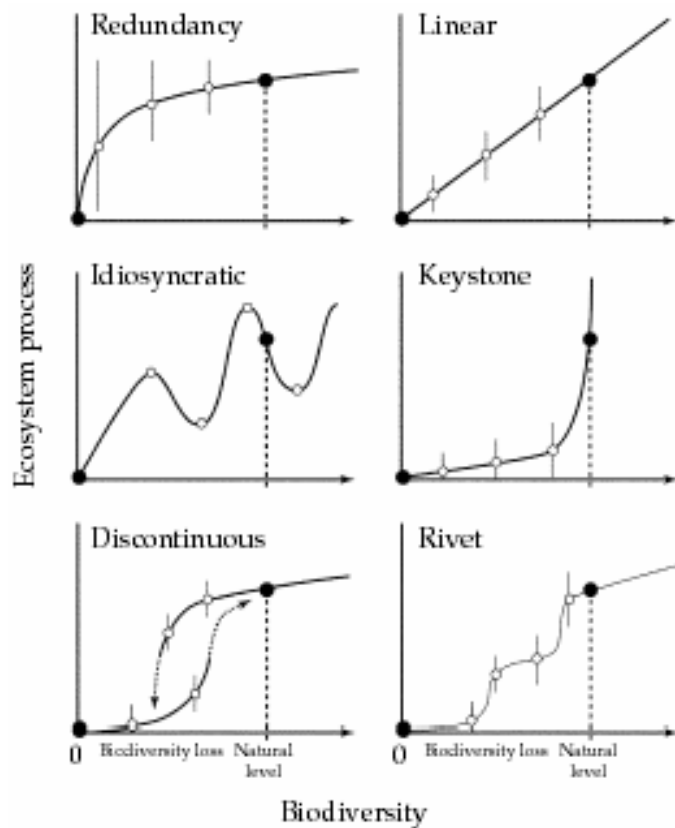 Redundancy
Linear
Idiosyncratic
Keystone
Ecosystem process
Discontinuous
Rivet
0
Biodiversity loss
Natural
level
0
Biodiversity loss
Natural
level
Biodiversity